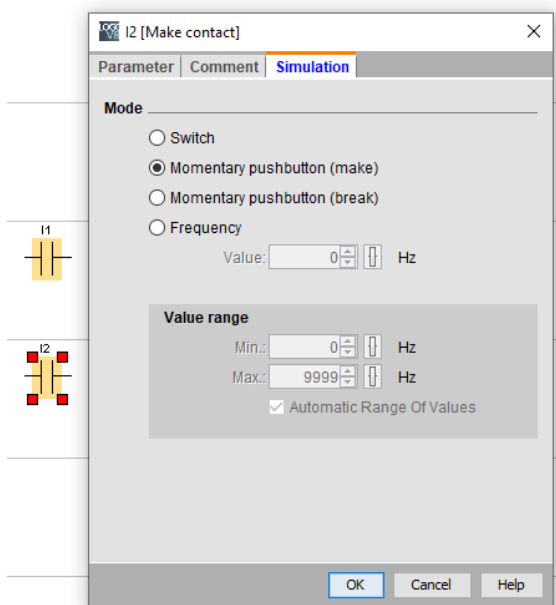 I2 [Make contact]
Parameter Comment Simulation
Mode
Switch
Momentary pushbutton (make)
Momentary pushbutton (break)
Frequency
Value: 0 Hz
Value range
Min.: 0 Hz
Max.: 9999 Hz
Automatic Range Of Values
OK Cancel Help
I1
I2